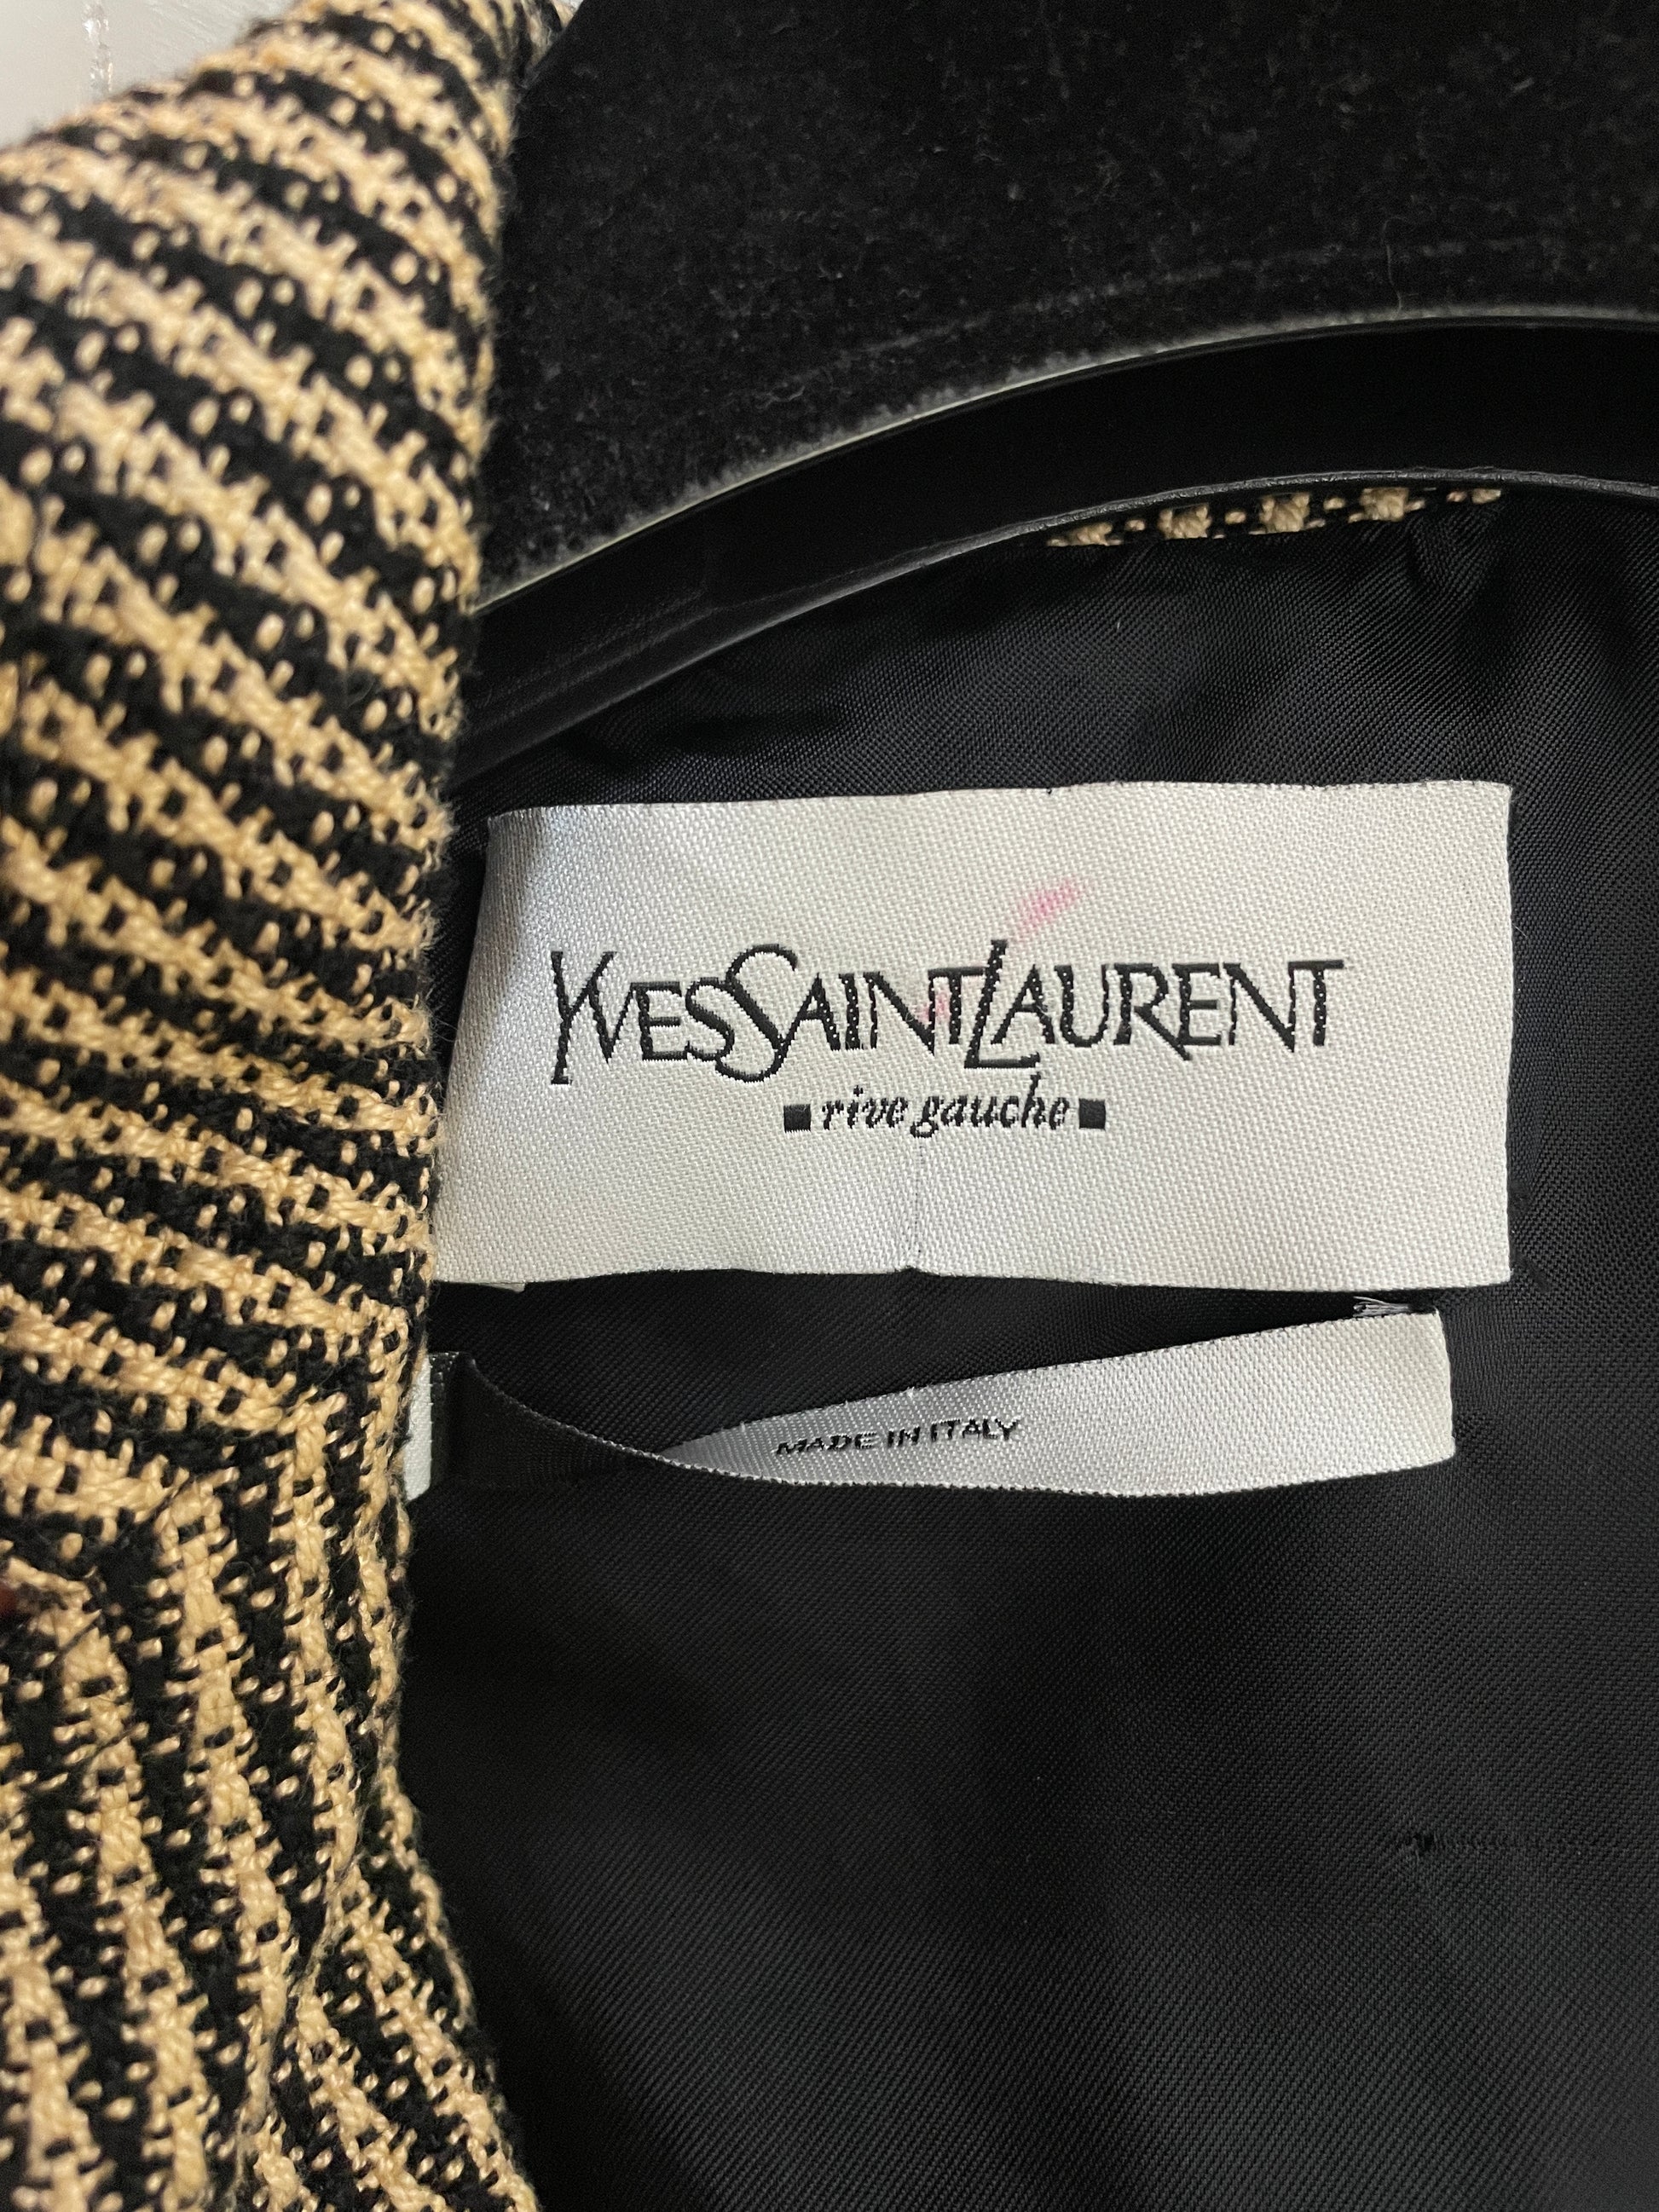 YVESSAINTLAURENT
rive gauche
MADE IN ITALY